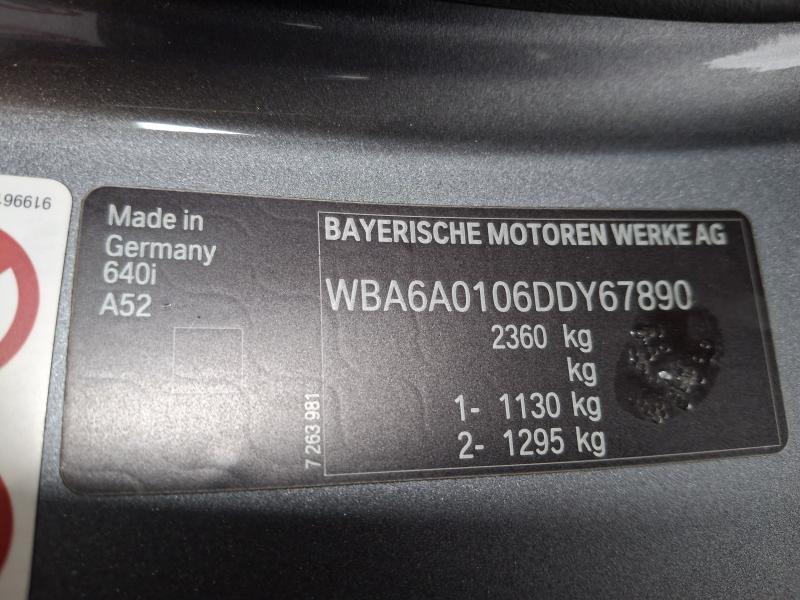 919961
Made in
Germany
640i
A52
BAYERISCHE MOTOREN WERKE AG
WBA6A0106DDY67890
2360 kg
kg
1- 1130 kg
2- 1295 kg
7 263 981